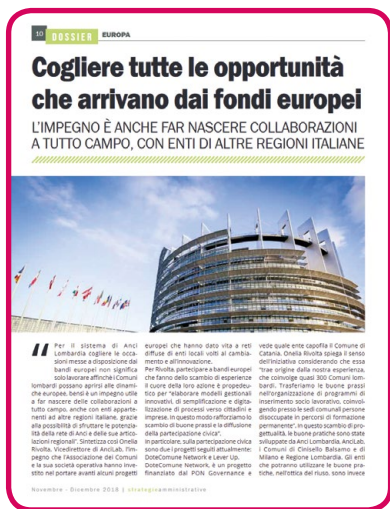 10 DOSSIER EUROPA
Cogliere tutte le opportunità
che arrivano dai fondi europei
L'IMPEGNO È ANCHE FAR NASCERE COLLABORAZIONI
A TUTTO CAMPO, CON ENTI DI ALTRE REGIONI ITALIANE
“ Per il sistema di Anci
Lombardia cogliere le occa-
sioni messe a disposizione dai
bandi europei non significa
solo lavorare affinché i Comuni
lombardi possano aprirsi alle dinami-
che europee, bensì è un impegno utile
a far nascere delle collaborazioni a
tutto campo, anche con enti apparte-
nenti ad altre regioni italiane, grazie
alla possibilità di sfruttare le potenzia-
lità della rete di Anci e delle sue artico-
lazioni regionali”. Sintetizza così Onelia
Rivolta, Vicedirettore di AnciLab, l'im-
pegno che l'Associazione dei Comuni
e la sua società operativa hanno inve-
stito nel portare avanti alcuni progetti
europei che hanno dato vita a reti
diffuse di enti locali volti al cambia-
mento e all'innovazione.
Per Rivolta, partecipare a bandi europei
che fanno dello scambio di esperienze
il cuore della loro azione è propedeu-
tico per “elaborare modelli gestionali
innovativi, di semplificazione e digita-
lizzazione di processi verso cittadini e
imprese. In questo modo rafforziamo lo
scambio di buone prassi e la diffusione
della partecipazione civica”.
In particolare, sulla partecipazione civica
sono due i progetti seguiti attualmente:
DoteComune Network e Lever Up.
DoteComune Network, è un progetto
finanziato dal PON Governance e
vede quale ente capofila il Comune di
Catania. Onelia Rivolta spiega il senso
dell'iniziativa considerando che essa
“trae origine dalla nostra esperienza,
che coinvolge quasi 300 Comuni lom-
bardi. Trasferiamo le buone prassi
nell'organizzazione di programmi di
inserimento socio lavorativo, coinvol-
gendo presso le sedi comunali persone
disoccupate in percorsi di formazione
permanente”. In questo scambio di pro-
gettualità, le buone pratiche sono state
sviluppate da Anci Lombardia, AnciLab,
i Comuni di Cinisello Balsamo e di
Milano e Regione Lombardia. Gli enti
che potranno utilizzare le buone pra-
tiche, nell'ottica del riuso, sono invece
Novembre - Dicembre 2018 | strategieamministrative